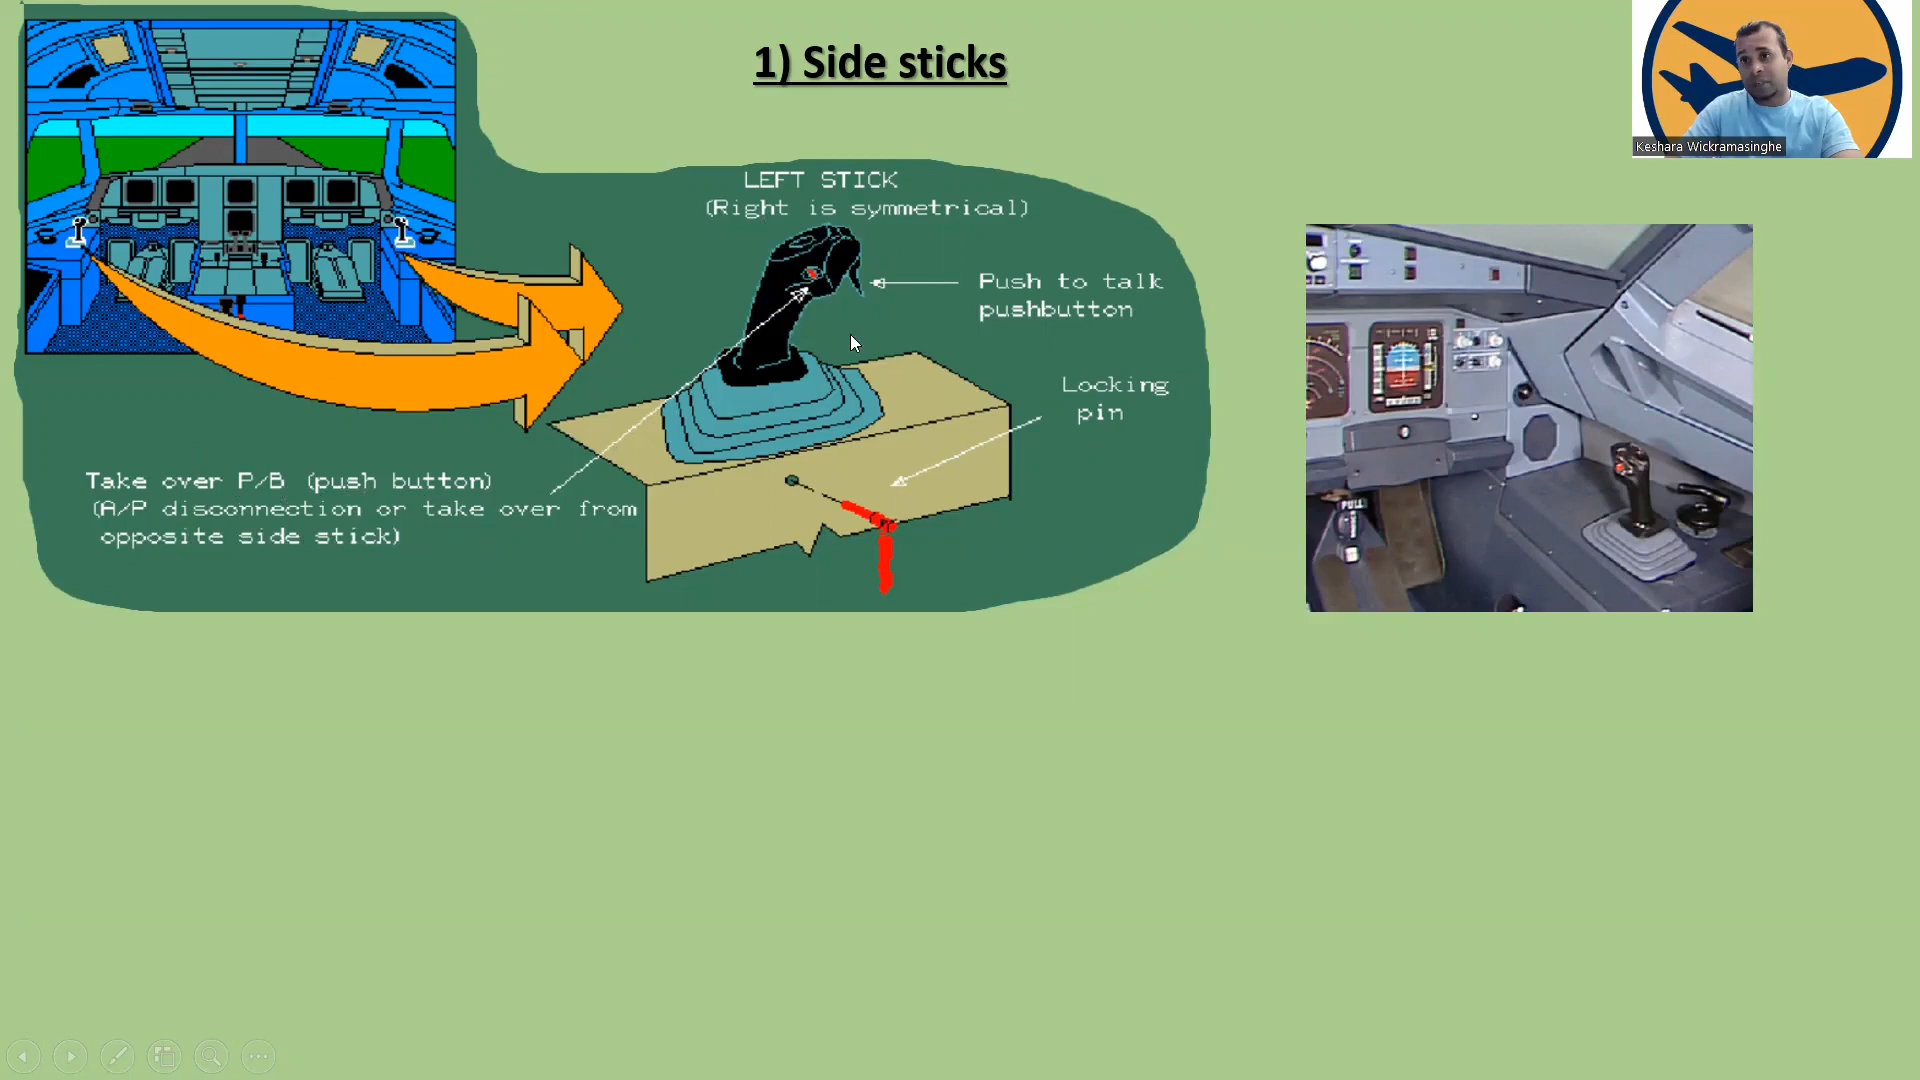 1) Side sticks
Keshara Wickramasinghe
LEFT STICK
(Right is symmetrical)
Push to talk
pushbutton
Locking
pin
Take over P/B (push button)
(A/P disconnection or take over from
opposite side stick)
PULL